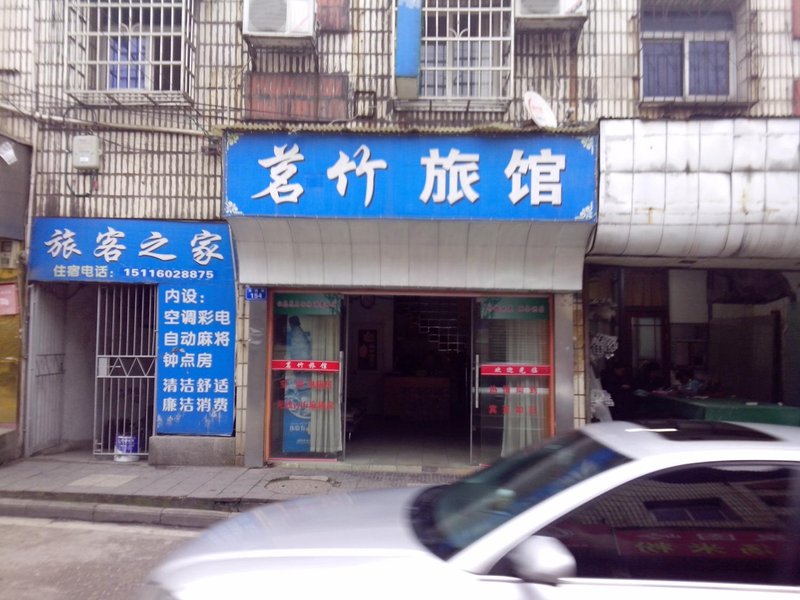 茗竹旅馆
旅客之家
住宿电话：15116028875
内设：
空调彩电
自动麻将
钟点房
清洁舒适
廉洁消费
194
茗竹旅馆
欢迎光临